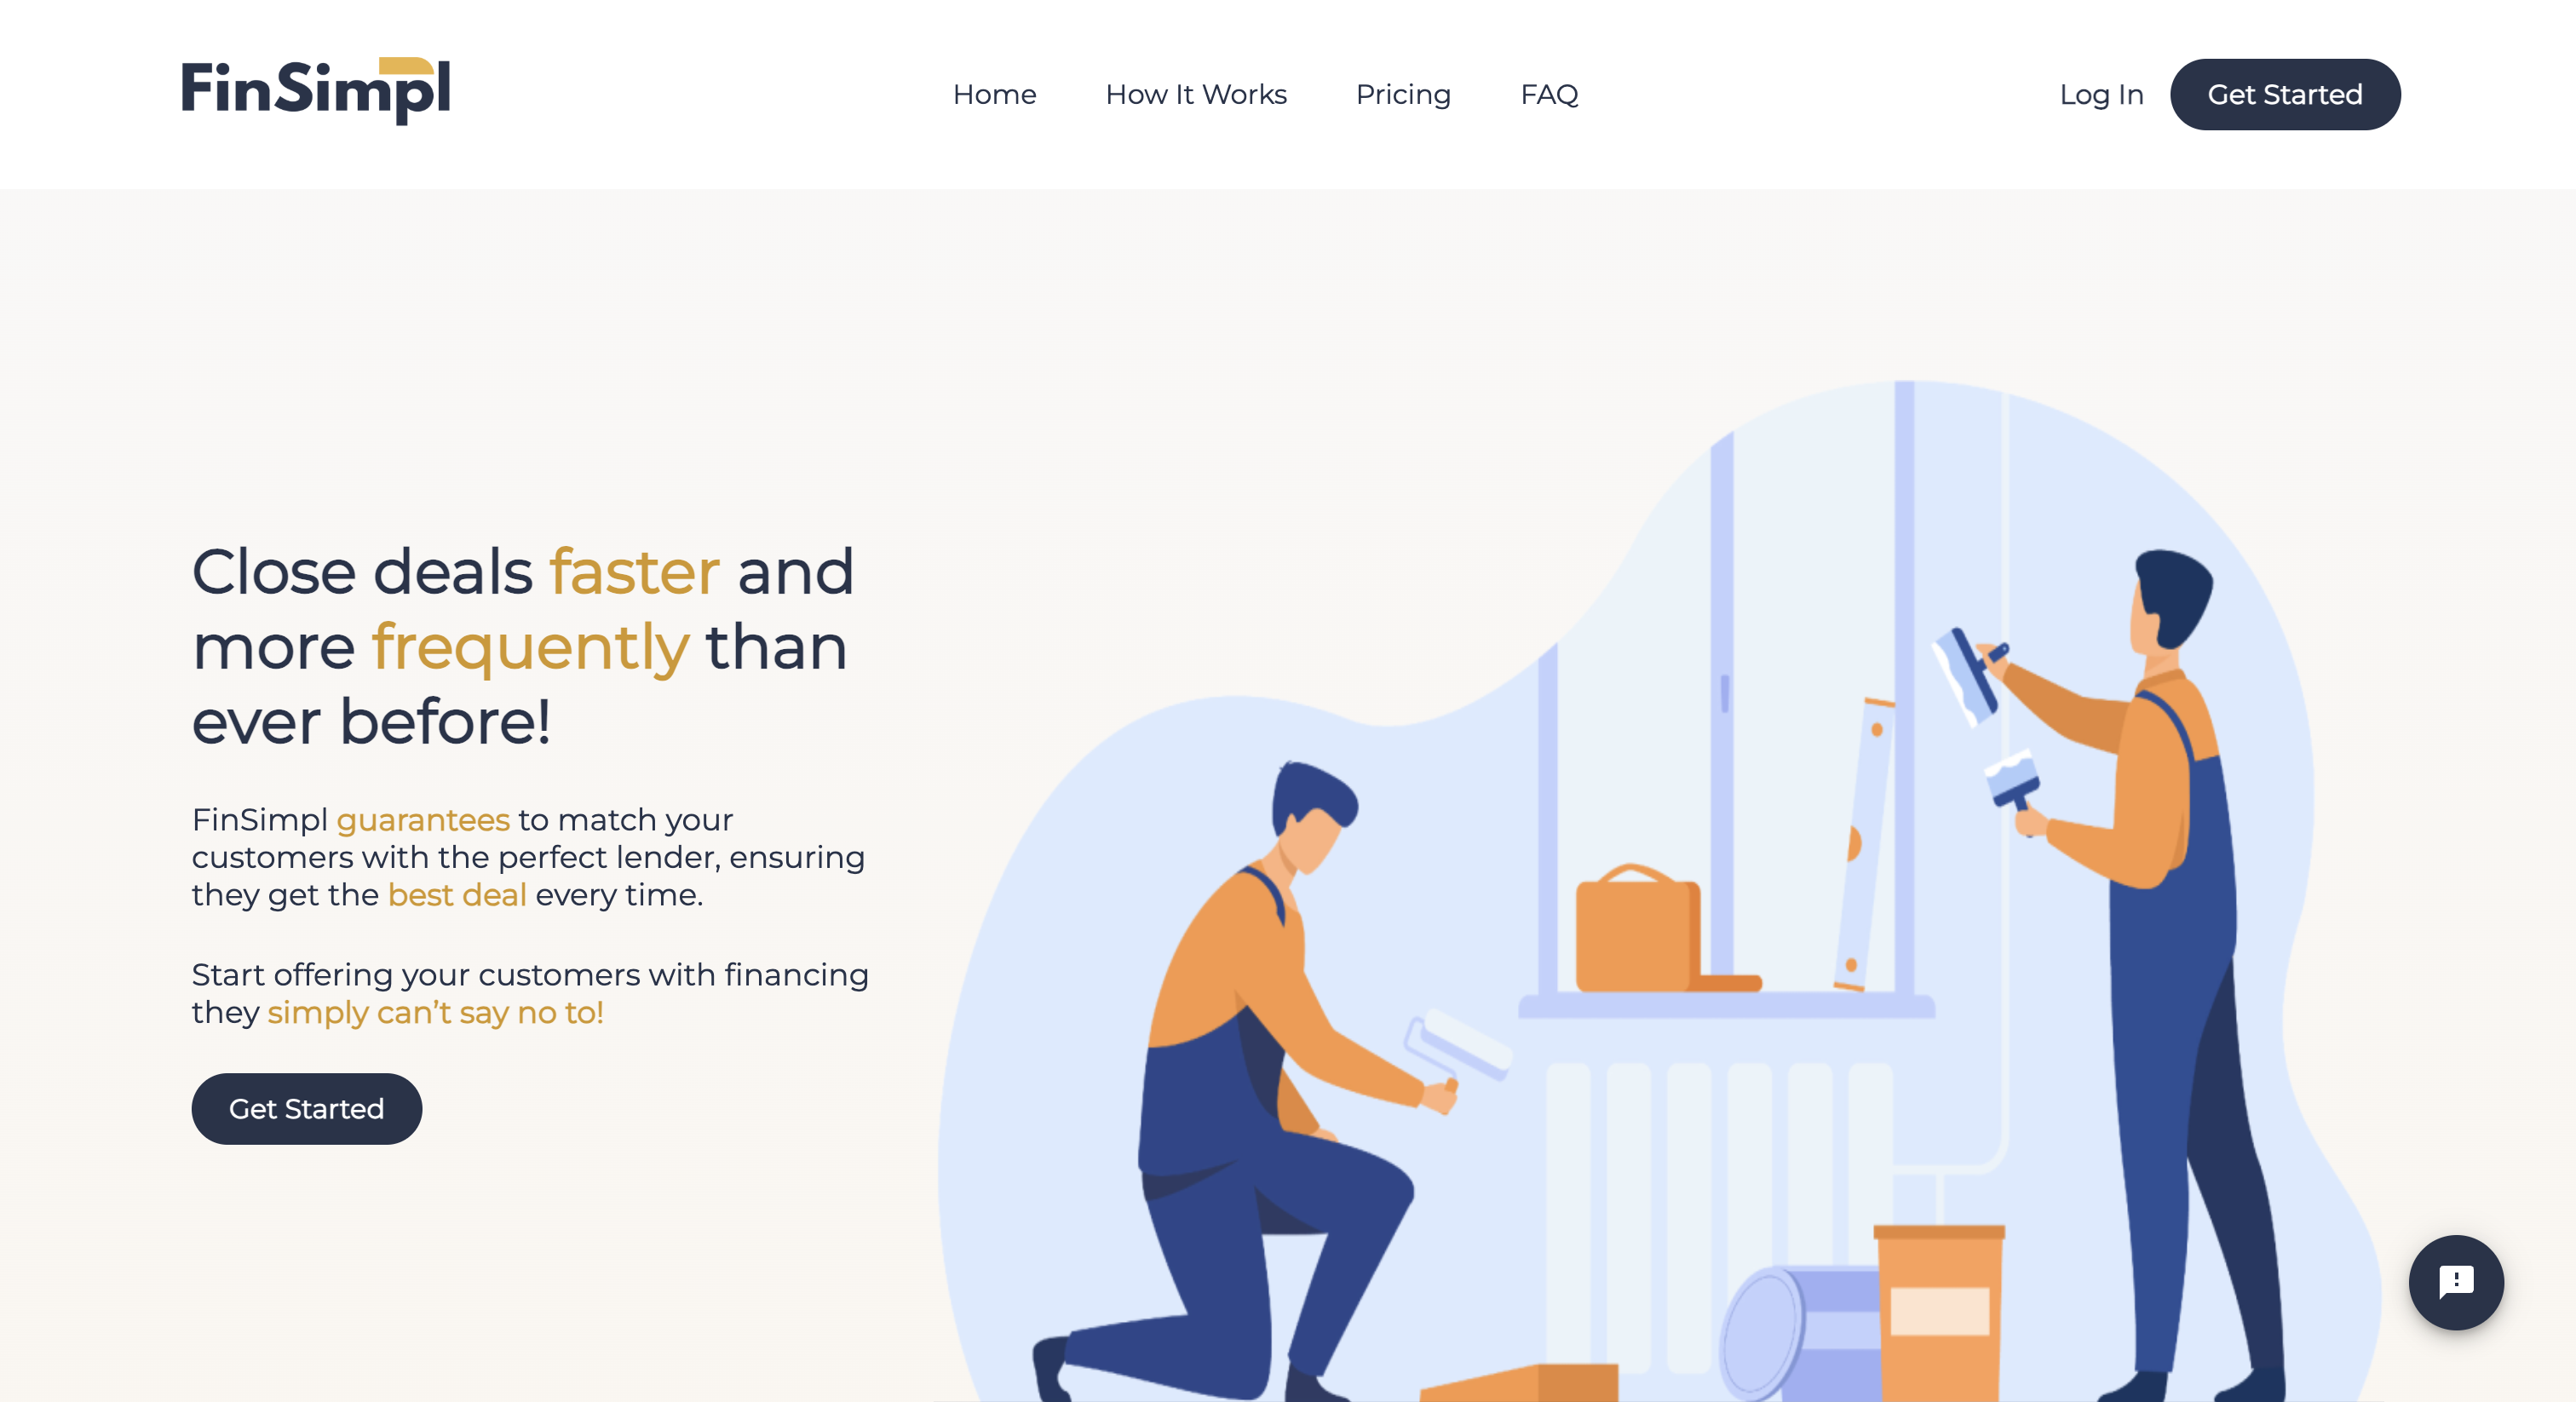 FinSimpl
Home
How It Works
Pricing
FAQ
Log In
Get Started
Close deals faster and
more frequently than
ever before!
FinSimpl guarantees to match your
customers with the perfect lender, ensuring
they get the best deal every time.
Start offering your customers with financing
they simply can’t say no to!
Get Started